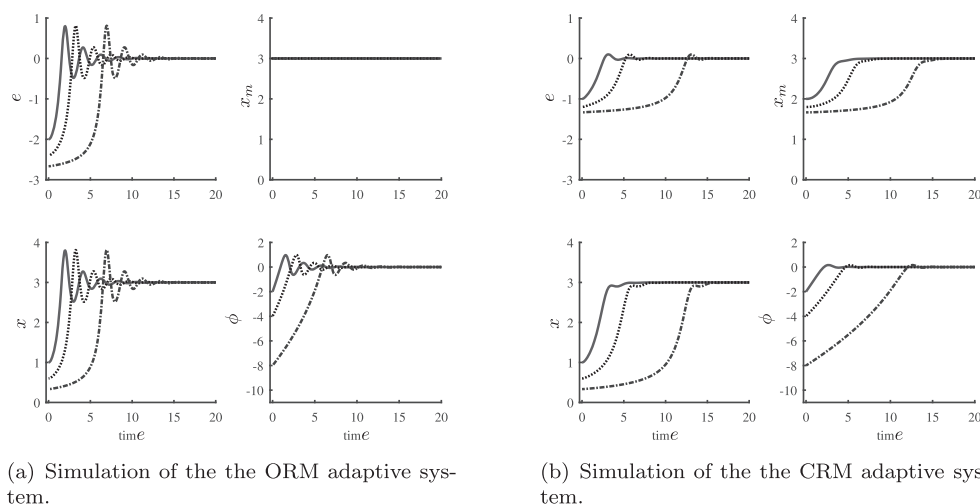 1
0
-1
-2
-3
e
0 5 10 15 20
4
3
2
1
0
x_m
0 5 10 15 20
4
3
2
1
0
x
0 5 10 15 20
time
2
0
-2
-4
-6
-8
-10
ϕ
0 5 10 15 20
time
(a) Simulation of the the ORM adaptive sys-
tem.
1
0
-1
-2
-3
e
0 5 10 15 20
4
3
2
1
0
x_m
0 5 10 15 20
4
3
2
1
0
x
0 5 10 15 20
time
2
0
-2
-4
-6
-8
-10
ϕ
0 5 10 15 20
time
(b) Simulation of the the CRM adaptive sys
tem.